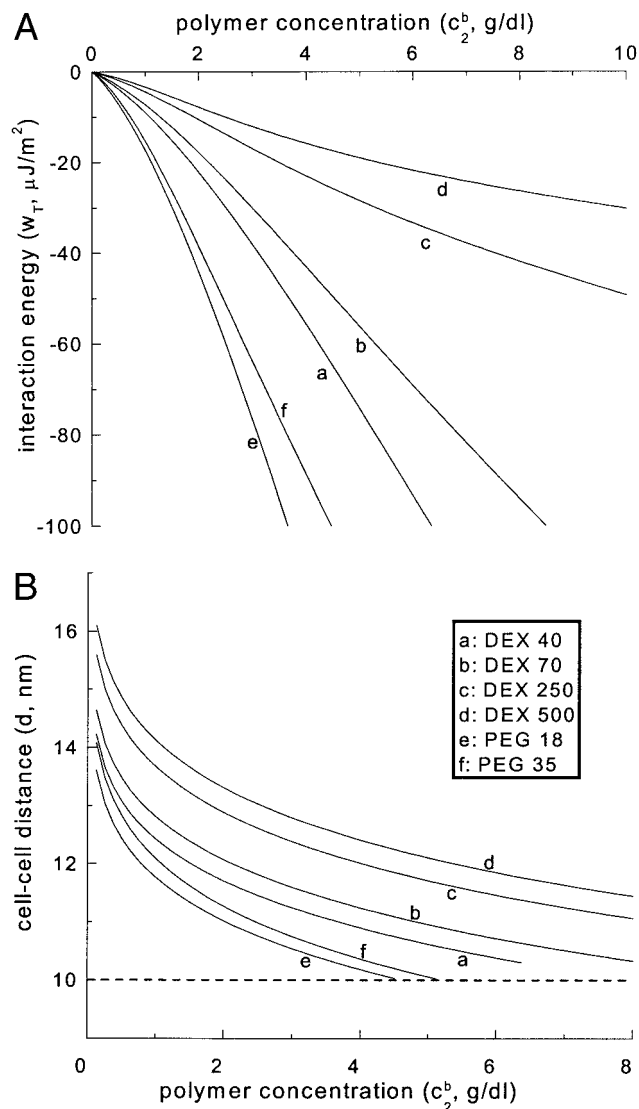 A
polymer concentration (c₂ᵇ, g/dl)
0 2 4 6 8 10
interaction energy (w_T, μJ/m²)
0
-20
-40
-60
-80
-100
d
c
b
a
f
e
B
cell-cell distance (d, nm)
16
14
12
10
a: DEX 40
b: DEX 70
c: DEX 250
d: DEX 500
e: PEG 18
f: PEG 35
d
c
b
a
f
e
0 2 4 6 8
polymer concentration (c₂ᵇ, g/dl)